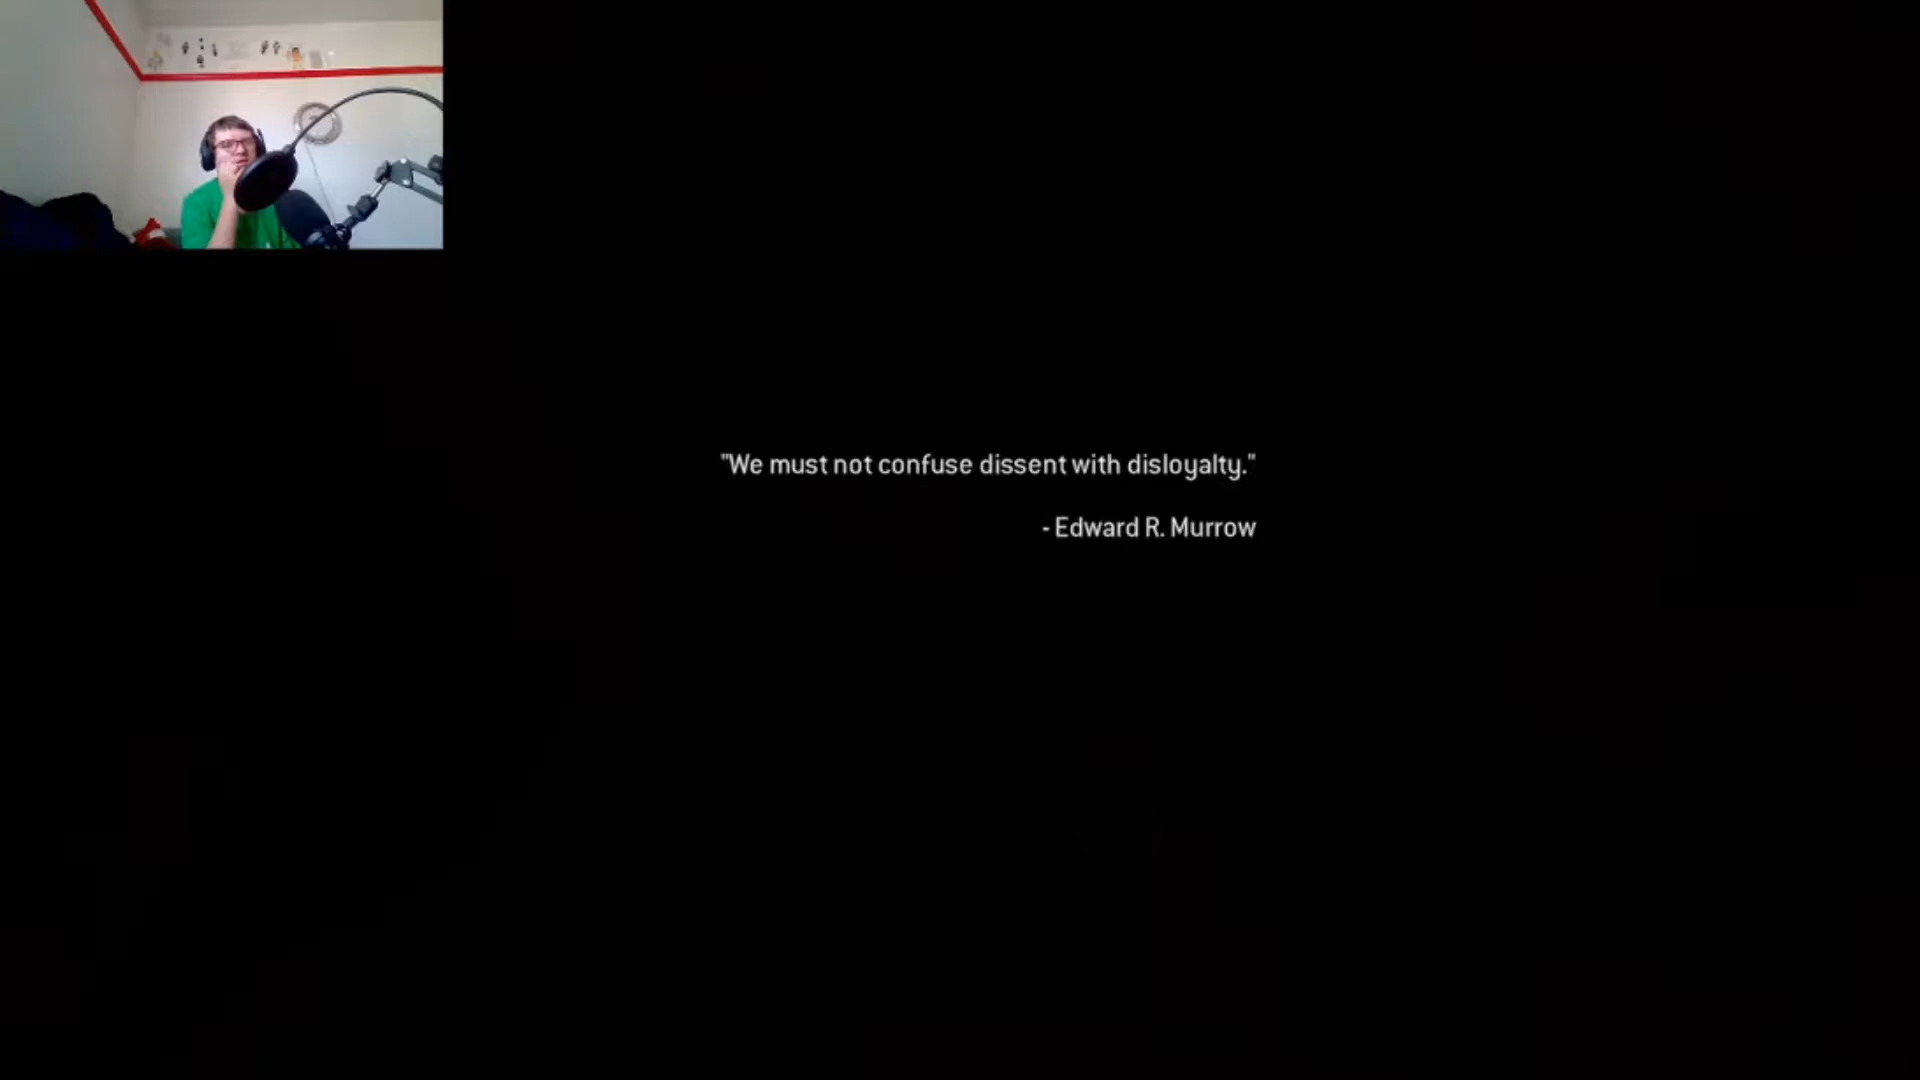 "We must not confuse dissent with disloyalty."
- Edward R. Murrow